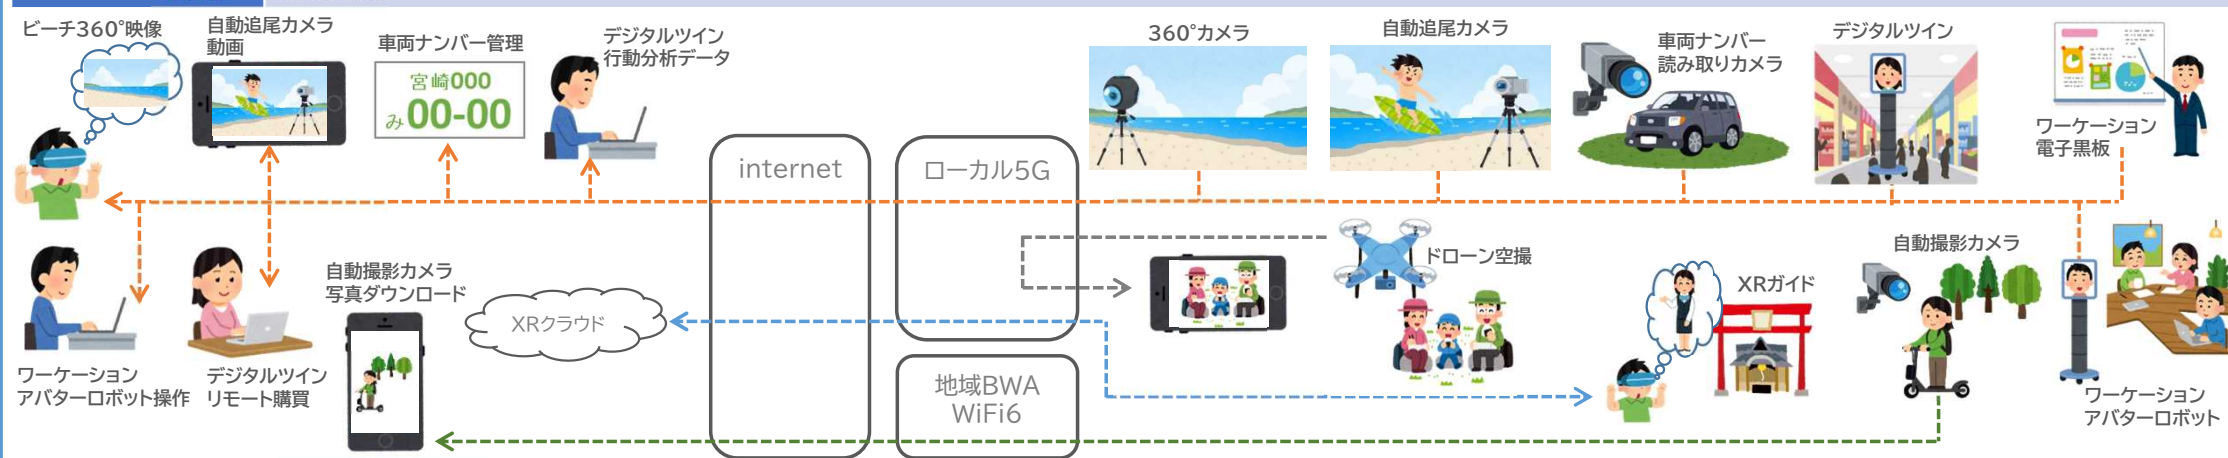 ビーチ360°映像
自動追尾カメラ
動画
車両ナンバー管理
宮崎000
み00-00
デジタルツイン
行動分析データ
internet
ローカル5G
360°カメラ
自動追尾カメラ
車両ナンバー
読み取りカメラ
デジタルツイン
ワーケーション
電子黒板
ワーケーション
アバターロボット操作
デジタルツイン
リモート購買
自動撮影カメラ
写真ダウンロード
XRクラウド
地域BWA
WiFi6
ドローン空撮
XRガイド
自動撮影カメラ
ワーケーション
アバターロボット